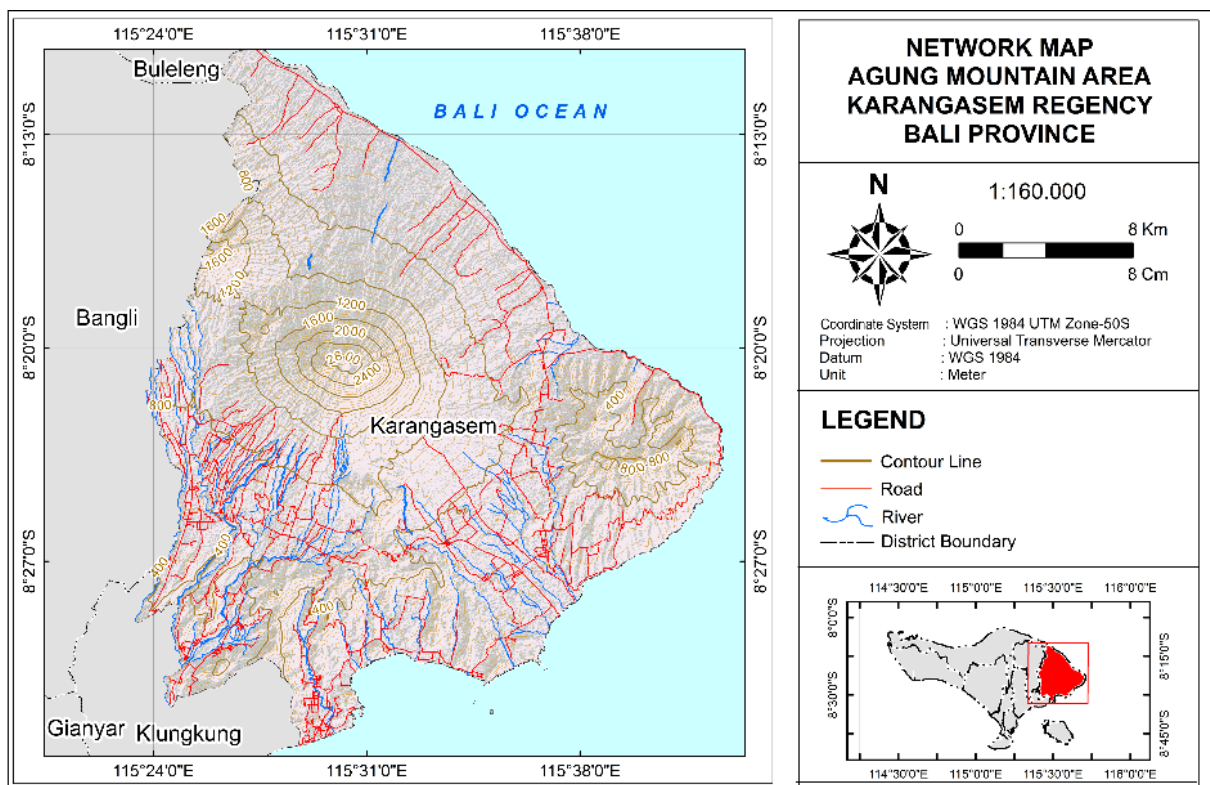 115°24'0"E 115°31'0"E 115°38'0"E
Buleleng
BALI OCEAN
8°13'0"S 8°13'0"S
800
1600
1600
1200
1200
Bangli
1600
2000
8°20'0"S 8°20'0"S
2800
2400
400
800
Karangasem
800 800
400
8°27'0"S 8°27'0"S
400
400
Gianyar Klungkung
115°24'0"E 115°31'0"E 115°38'0"E
NETWORK MAP
AGUNG MOUNTAIN AREA
KARANGASEM REGENCY
BALI PROVINCE
N
1:160.000
0 8 Km
0 8 Cm
Coordinate System : WGS 1984 UTM Zone-50S
Projection : Universal Transverse Mercator
Datum : WGS 1984
Unit : Meter
LEGEND
Contour Line
Road
River
District Boundary
114°30'0"E 115°0'0"E 115°30'0"E 116°0'0"E
8°0'0"S
8°15'0"S
8°30'0"S
8°45'0"S
114°30'0"E 115°0'0"E 115°30'0"E 116°0'0"E